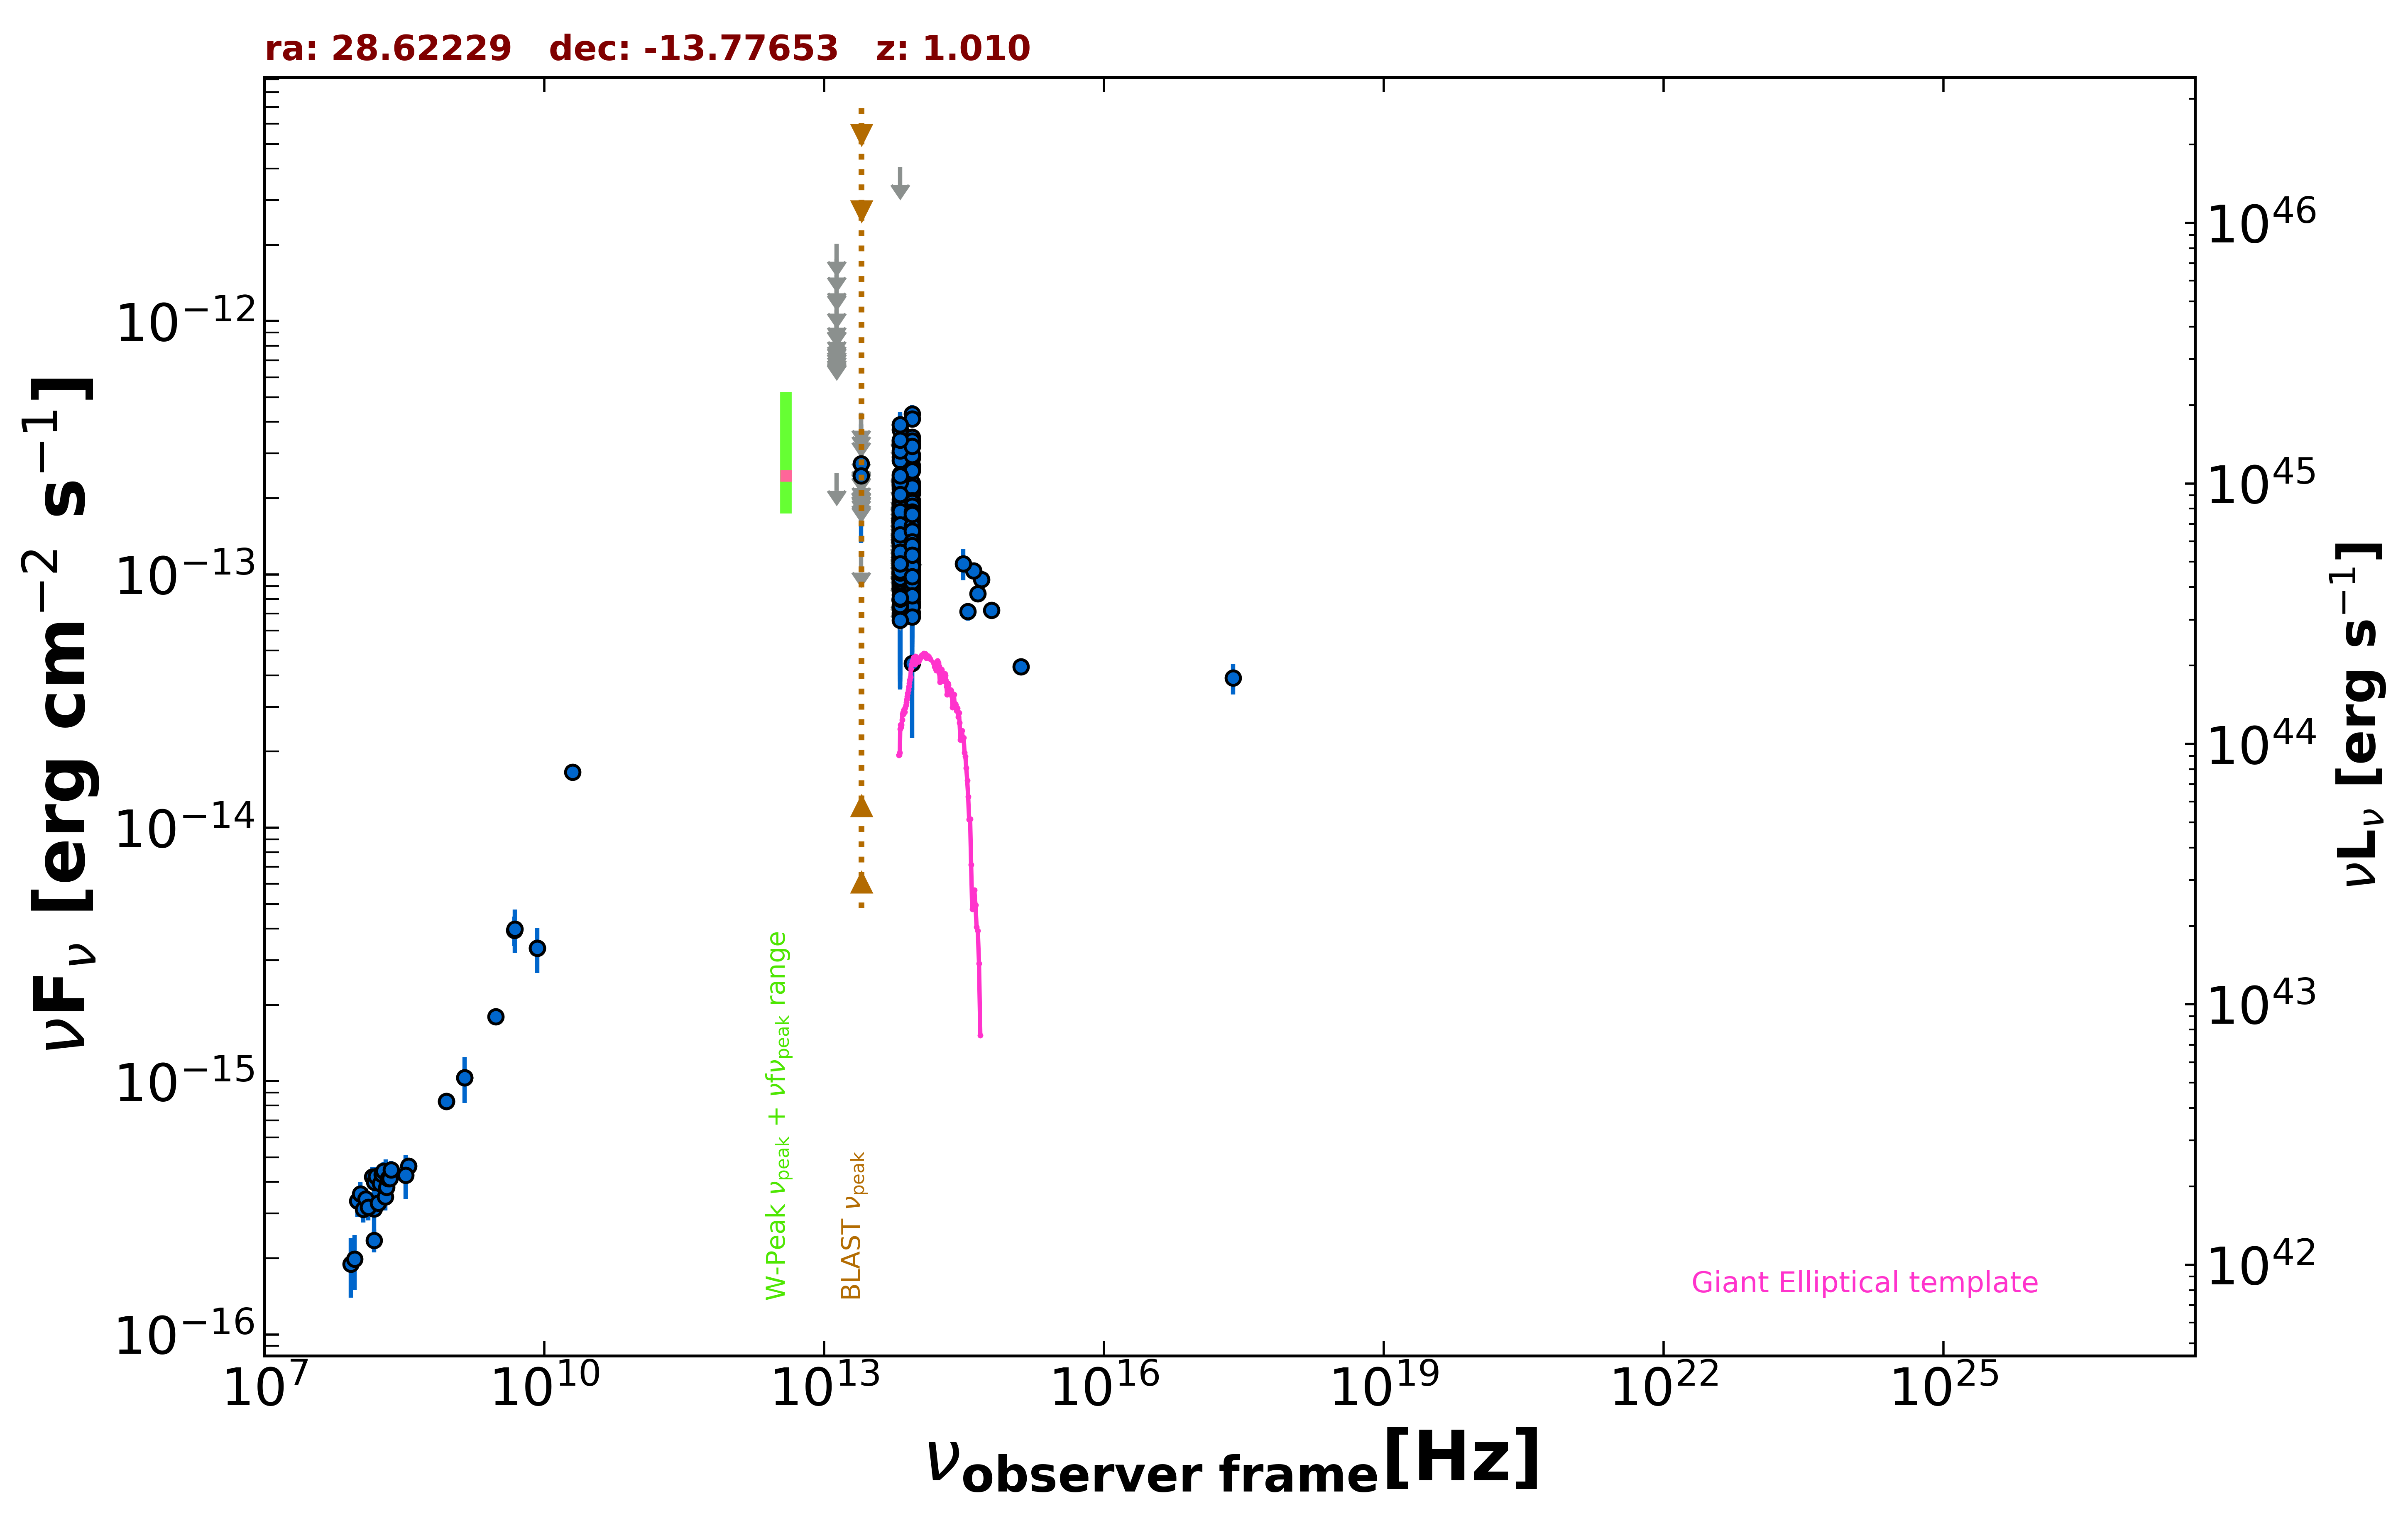 ra: 28.62229 dec: -13.77653 z: 1.010
νFν [erg cm−2 s−1]
10−12
10−13
10−14
10−15
10−16
10^46
10^45
10^44
10^43
10^42
νLν [erg s−1]
W-Peak νpeak + νfνpeak range
BLAST νpeak
Giant Elliptical template
10^7 10^10 10^13 10^16 10^19 10^22 10^25
νobserver frame[Hz]